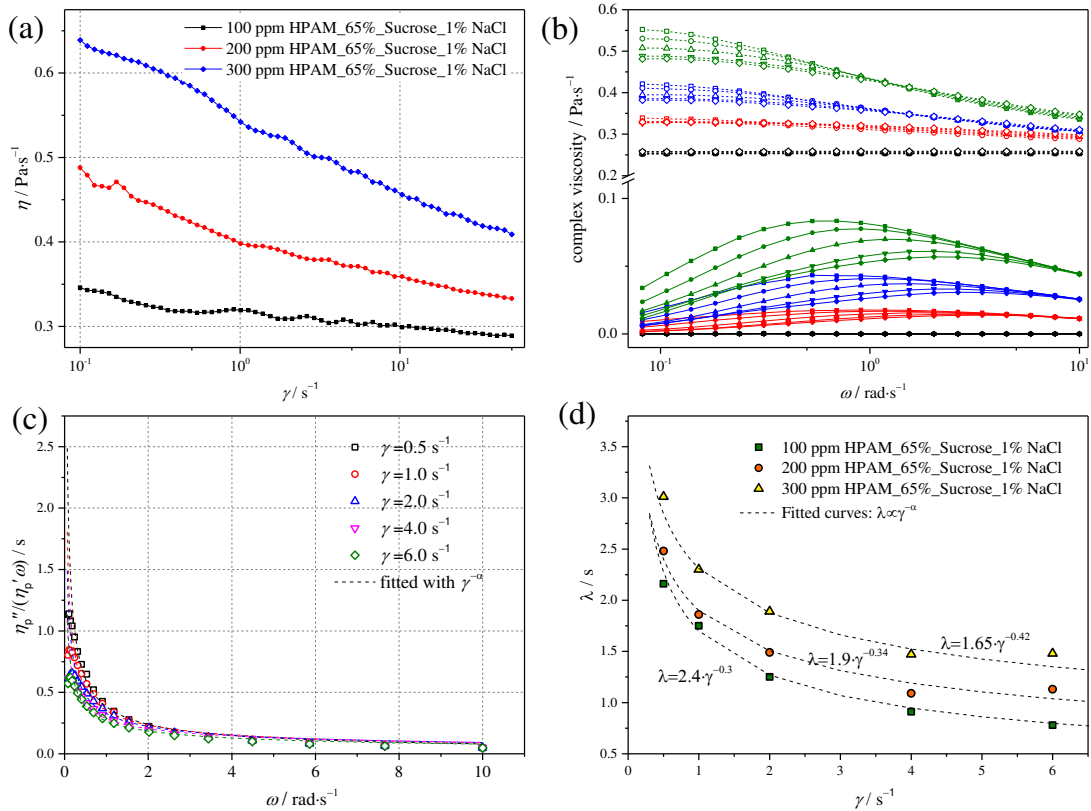 (a)
100 ppm HPAM_65%_Sucrose_1% NaCl
200 ppm HPAM_65%_Sucrose_1% NaCl
300 ppm HPAM_65%_Sucrose_1% NaCl
η / Pa·s
0.6
0.5
0.4
0.3
10⁻¹ 10⁰ 10¹
γ / s⁻¹
(b)
complex viscosity / Pa·s
0.6
0.5
0.4
0.3
0.2
0.1
0.0
10⁻¹ 10⁰ 10¹
ω / rad·s⁻¹
(c)
γ =0.5 s⁻¹
γ =1.0 s⁻¹
γ =2.0 s⁻¹
γ =4.0 s⁻¹
γ =6.0 s⁻¹
fitted with γ⁻ᵅ
ηₚ''/(ηₚ'ω) / s
2.5
2.0
1.5
1.0
0.5
0.0
0 2 4 6 8 10
ω / rad·s⁻¹
(d)
100 ppm HPAM_65%_Sucrose_1% NaCl
200 ppm HPAM_65%_Sucrose_1% NaCl
300 ppm HPAM_65%_Sucrose_1% NaCl
Fitted curves: λ∝γ⁻ᵅ
λ / s
3.5
3.0
2.5
2.0
1.5
1.0
0.5
λ=1.65·γ⁻⁰·⁴²
λ=1.9·γ⁻⁰·³⁴
λ=2.4·γ⁻⁰·³
0 1 2 3 4 5 6
γ / s⁻¹